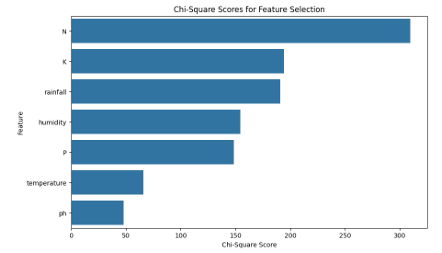 Chi-Square Scores for Feature Selection
N
K
rainfall
humidity
P
temperature
ph
Feature
0 50 100 150 200 250 300
Chi-Square Score